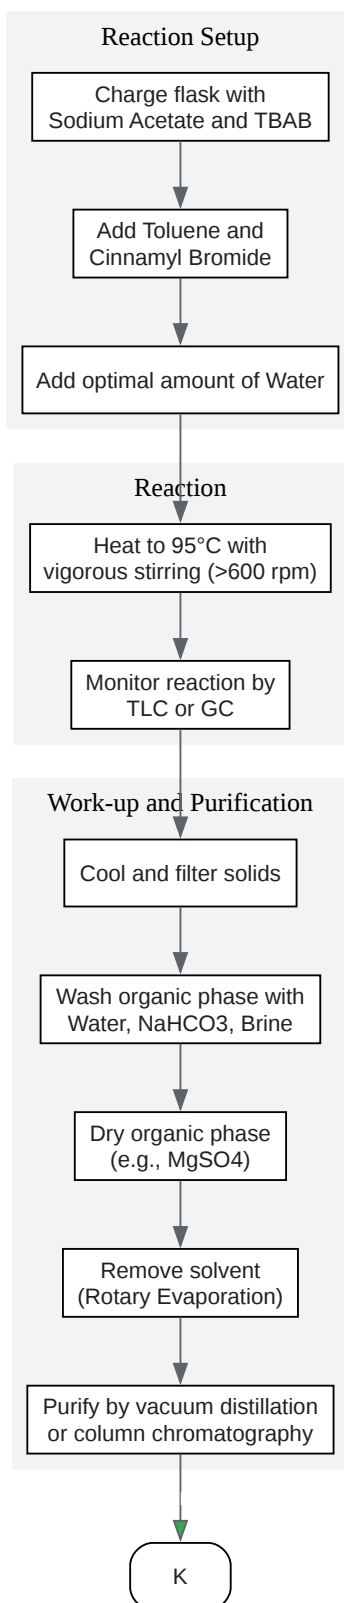 Reaction Setup
Charge flask with
Sodium Acetate and TBAB
Add Toluene and
Cinnamyl Bromide
Add optimal amount of Water
Reaction
Heat to 95°C with
vigorous stirring (>600 rpm)
Monitor reaction by
TLC or GC
Work-up and Purification
Cool and filter solids
Wash organic phase with
Water, NaHCO3, Brine
Dry organic phase
(e.g., MgSO4)
Remove solvent
(Rotary Evaporation)
Purify by vacuum distillation
or column chromatography
K